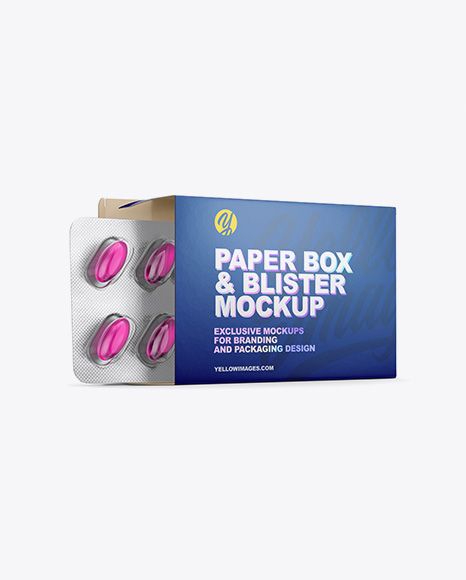 Y
PAPER BOX
& BLISTER
MOCKUP
EXCLUSIVE MOCKUPS
FOR BRANDING
AND PACKAGING DESIGN
YELLOWIMAGES.COM